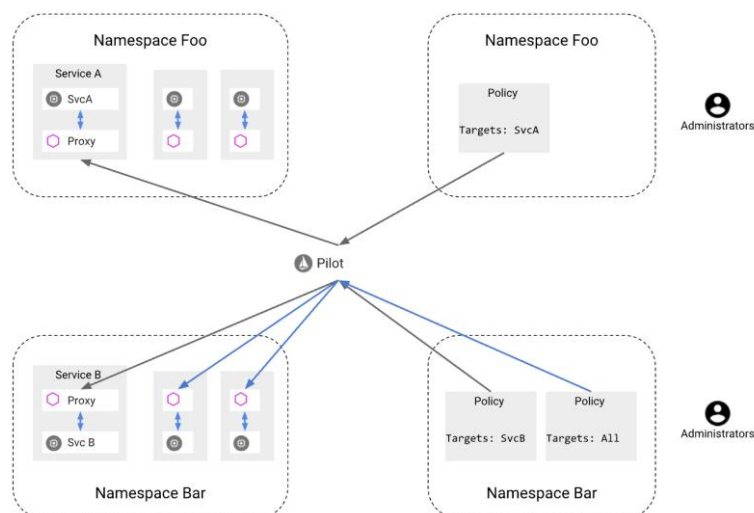 Namespace Foo
Service A
SvcA
Proxy
Namespace Foo
Policy
Targets: SvcA
Administrators
Pilot
Service B
Proxy
Svc B
Namespace Bar
Policy
Targets: SvcB
Policy
Targets: All
Namespace Bar
Administrators